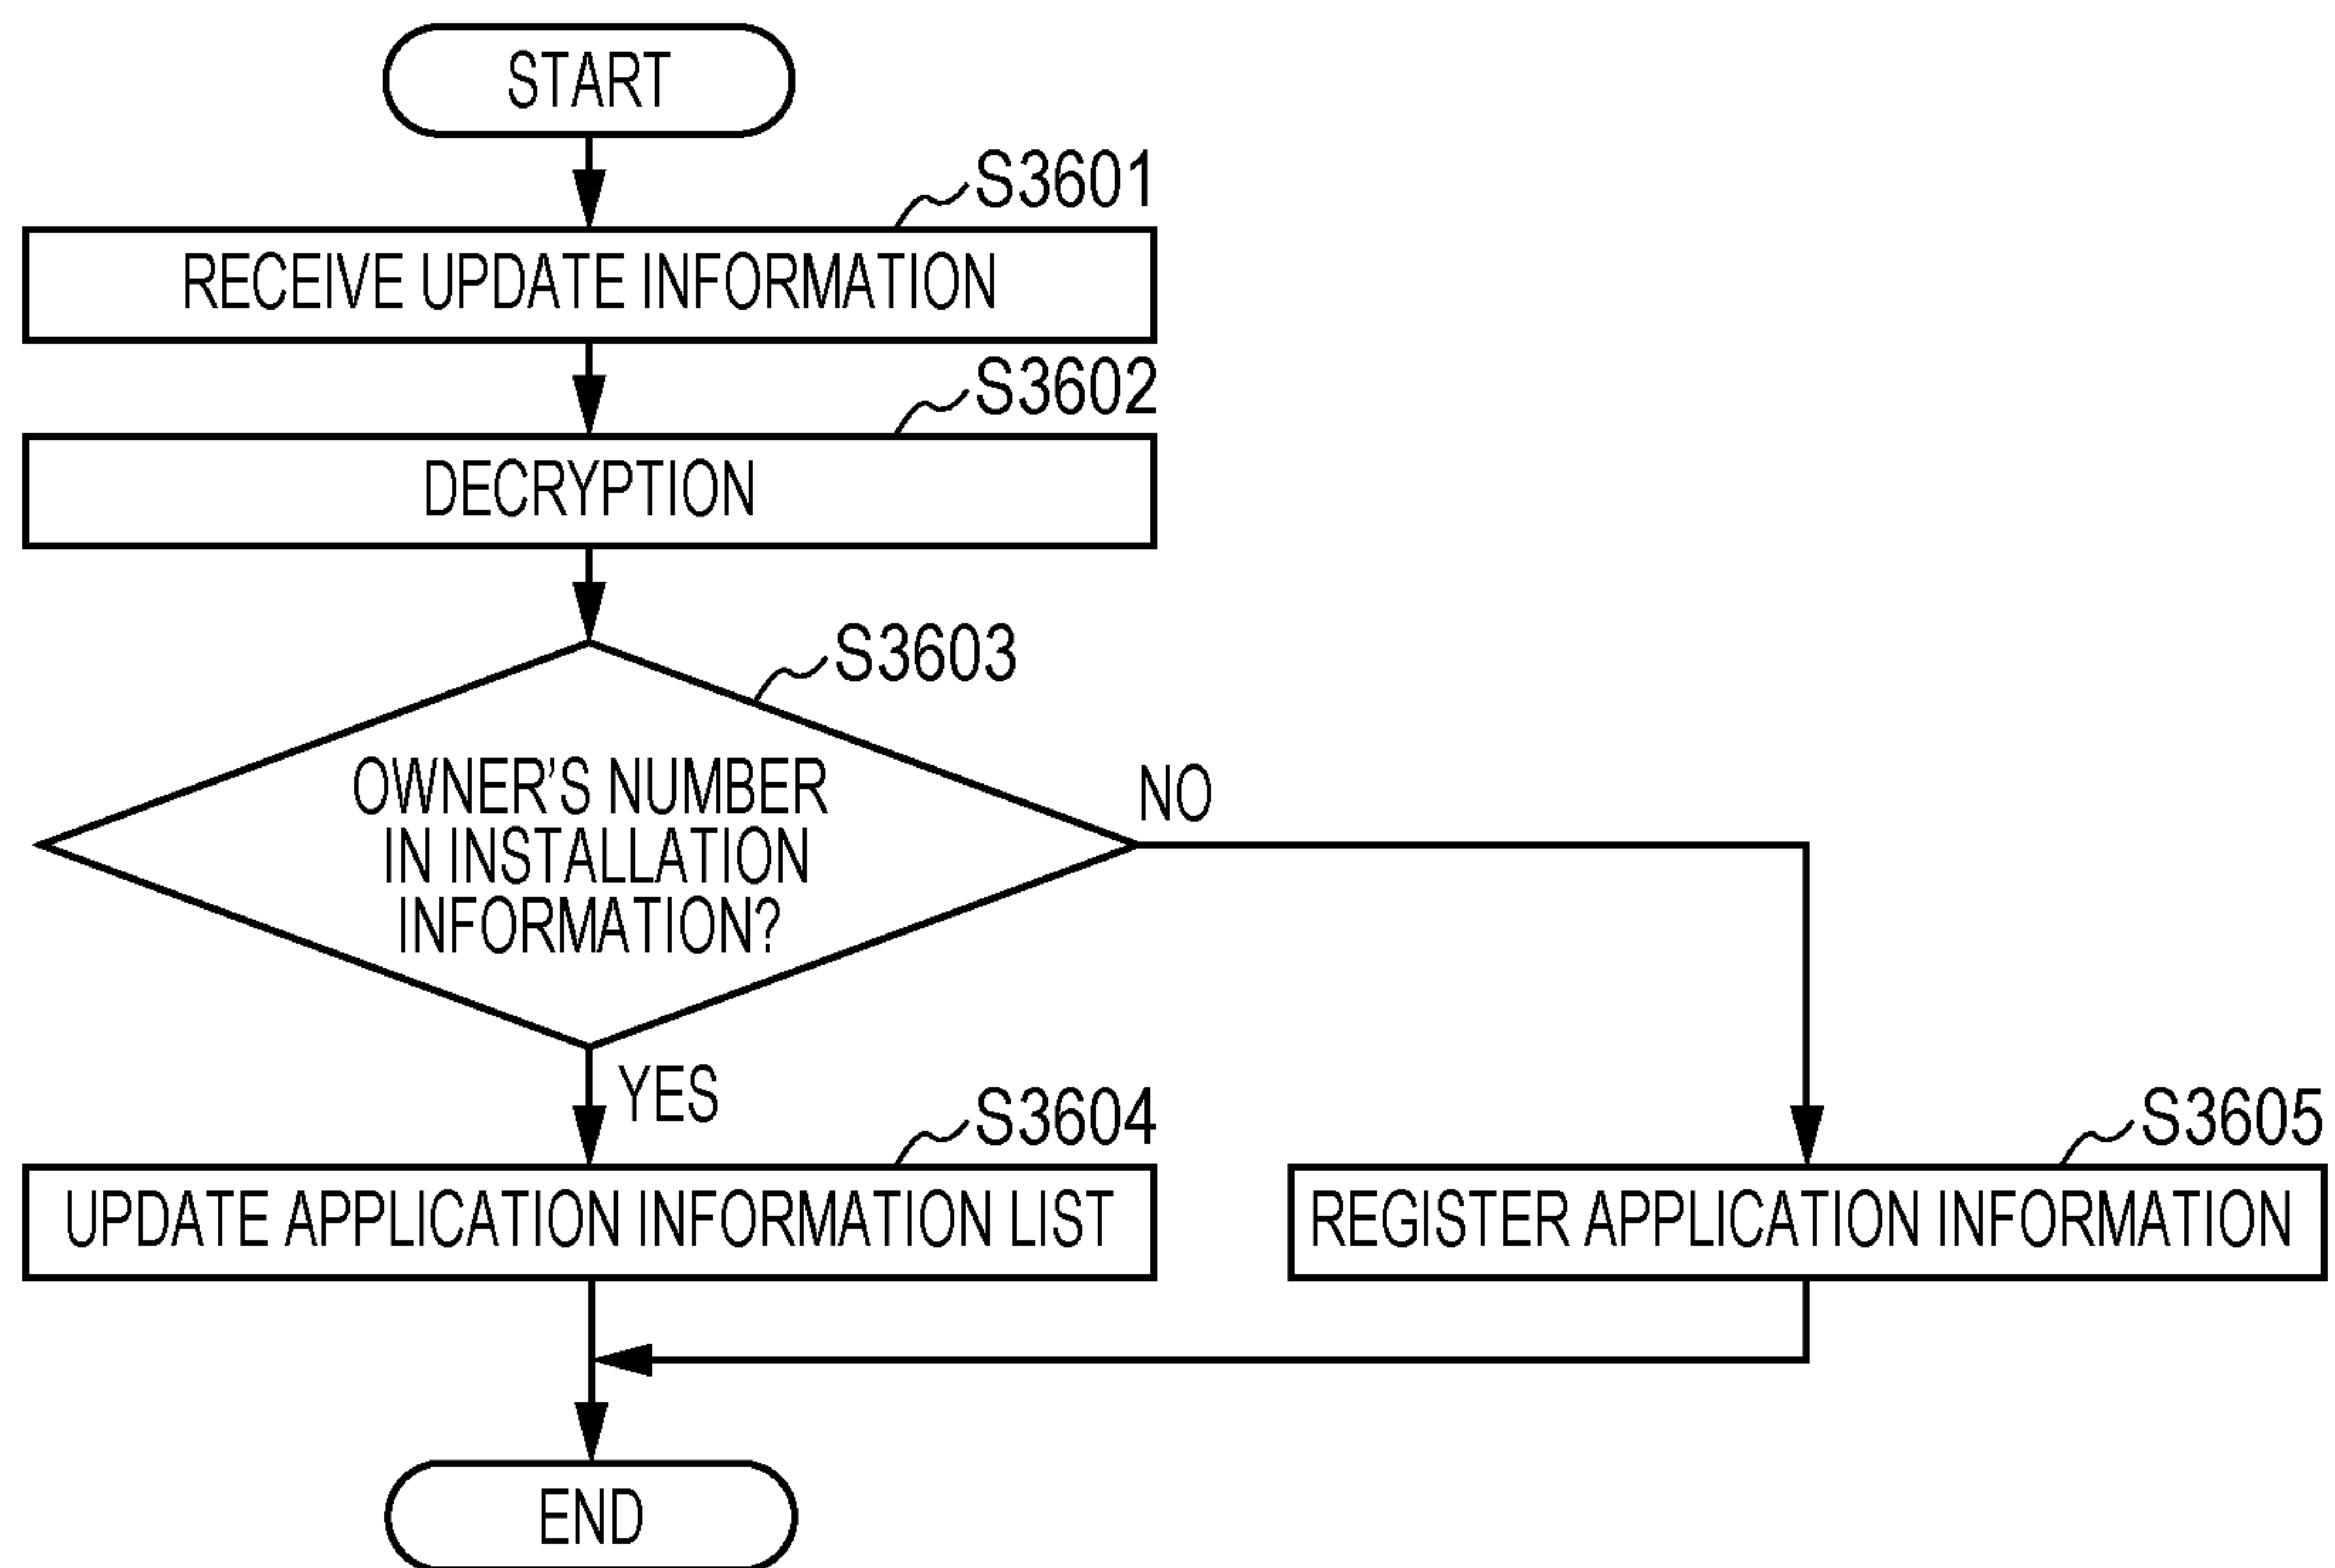 START
S3601
RECEIVE UPDATE INFORMATION
S3602
DECRYPTION
S3603
OWNER'S NUMBER
IN INSTALLATION
INFORMATION?
NO
YES
S3604
UPDATE APPLICATION INFORMATION LIST
S3605
REGISTER APPLICATION INFORMATION
END